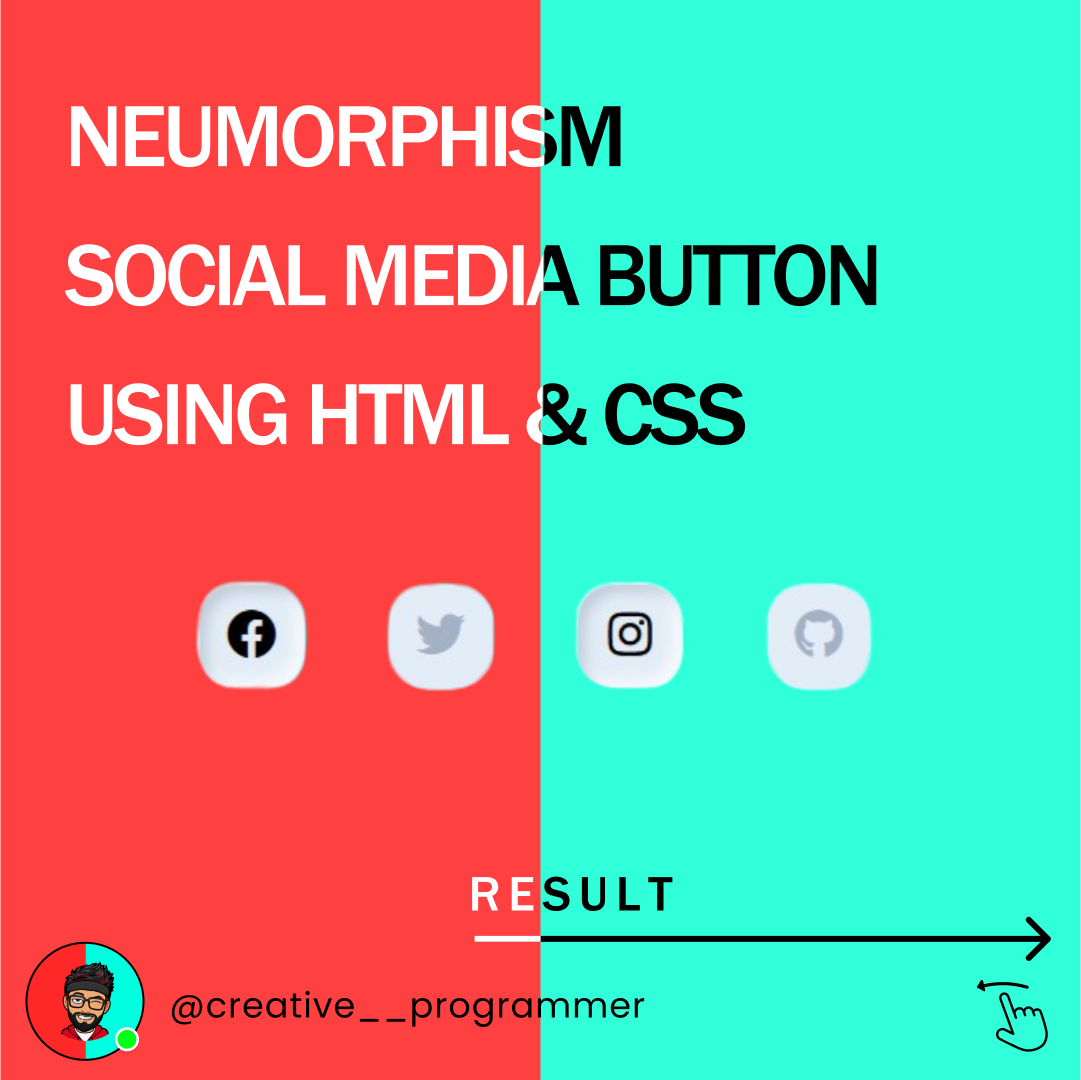 NEUMORPHISM
SOCIAL MEDIA BUTTON
USING HTML & CSS
RESULT
@creative__programmer